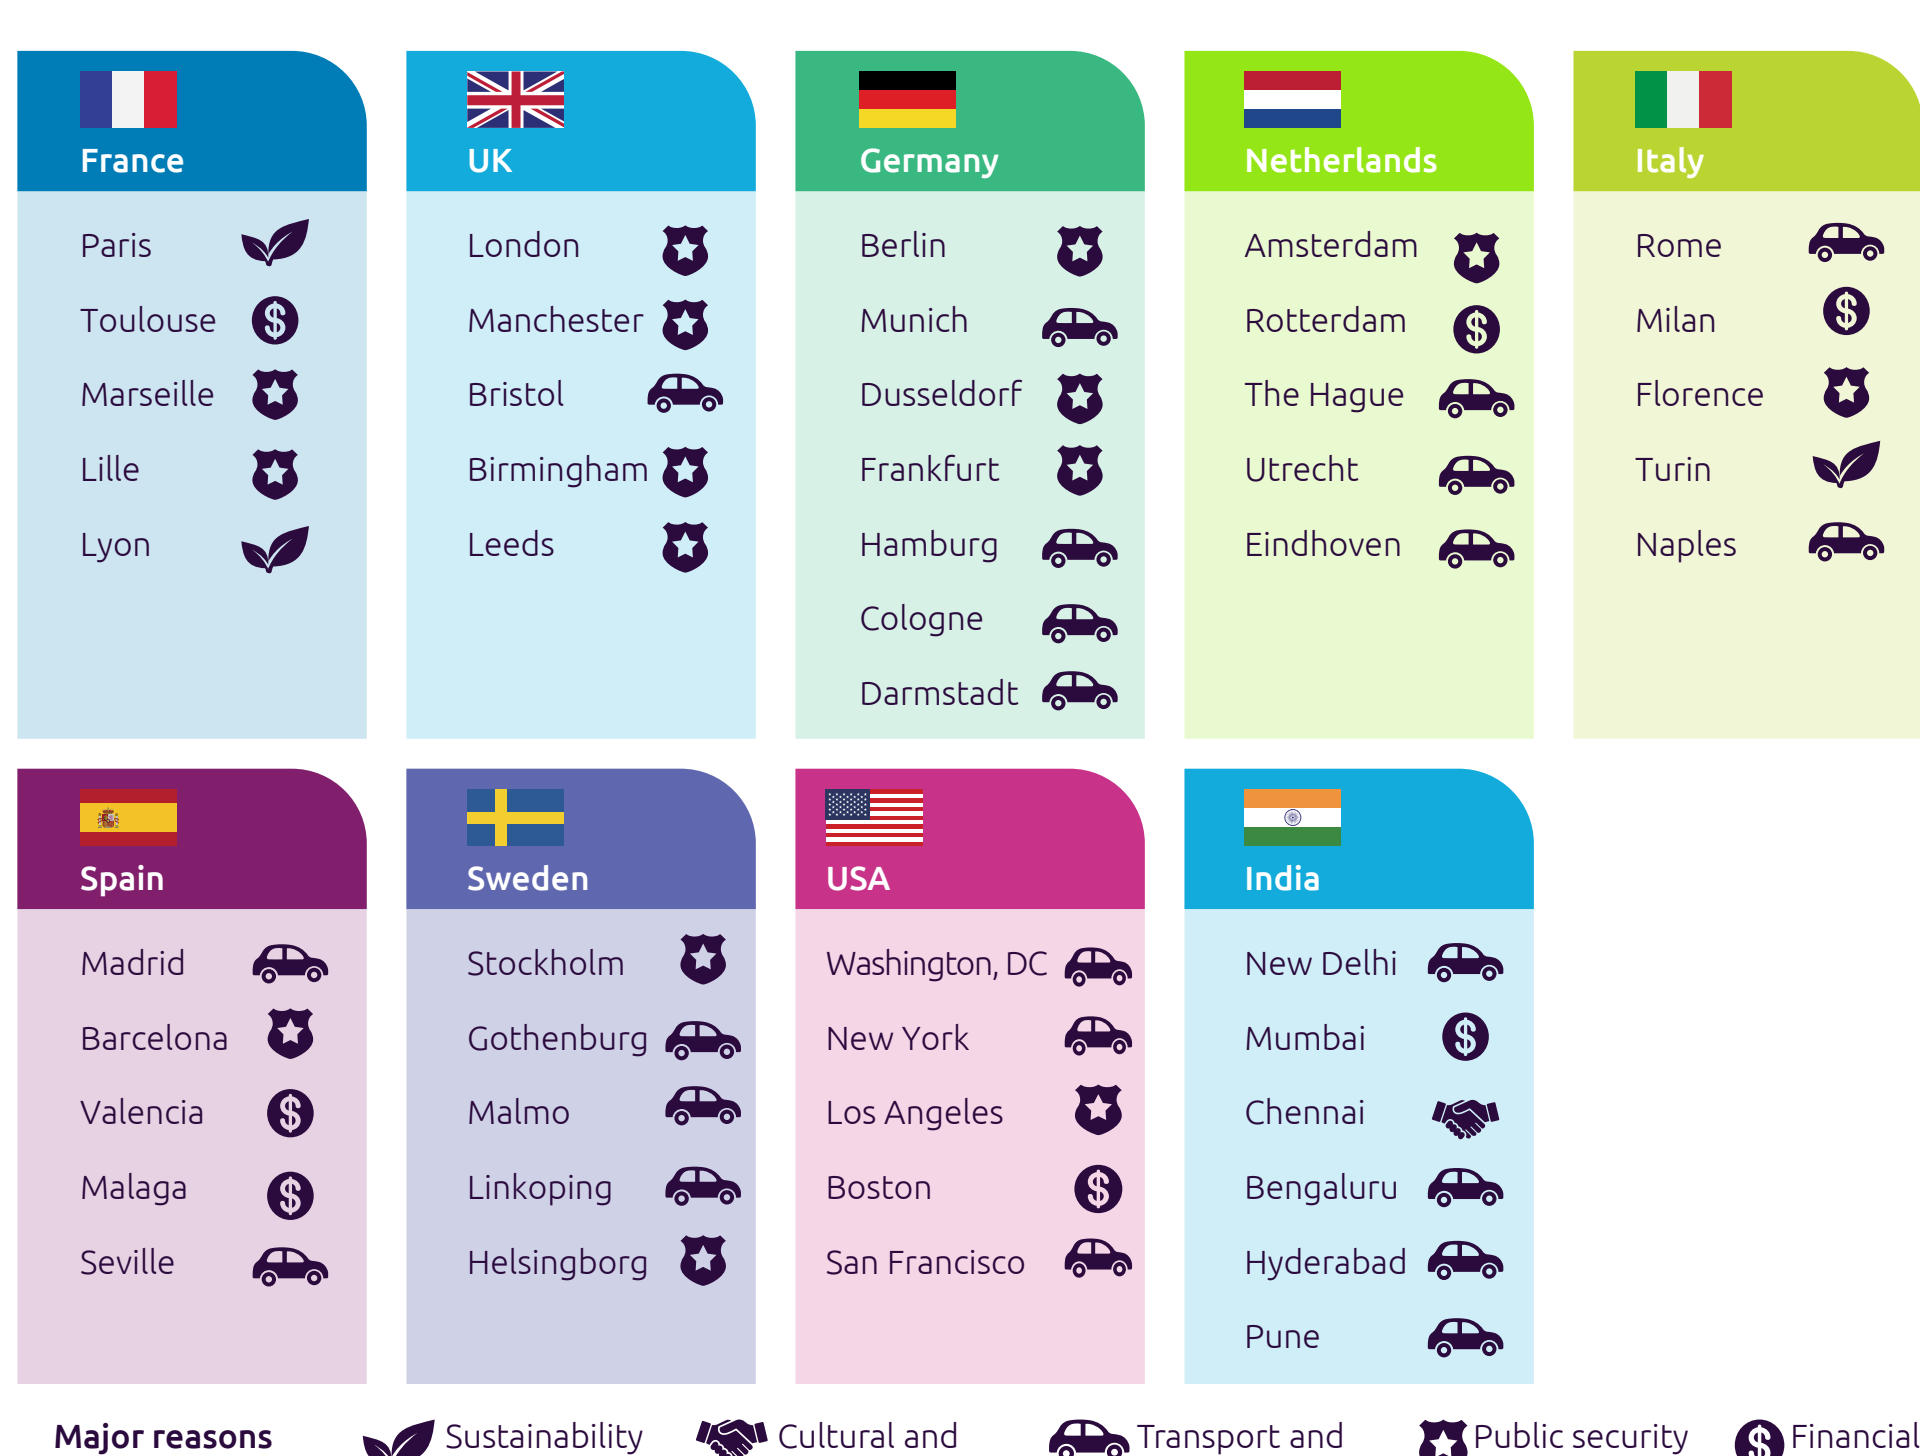 France
Paris
Toulouse
Marseille
Lille
Lyon
UK
London
Manchester
Bristol
Birmingham
Leeds
Germany
Berlin
Munich
Dusseldorf
Frankfurt
Hamburg
Cologne
Darmstadt
Netherlands
Amsterdam
Rotterdam
The Hague
Utrecht
Eindhoven
Italy
Rome
Milan
Florence
Turin
Naples
Spain
Madrid
Barcelona
Valencia
Malaga
Seville
Sweden
Stockholm
Gothenburg
Malmo
Linkoping
Helsingborg
USA
Washington, DC
New York
Los Angeles
Boston
San Francisco
India
New Delhi
Mumbai
Chennai
Bengaluru
Hyderabad
Pune
Major reasons
Sustainability
Cultural and
Transport and
Public security
Financial